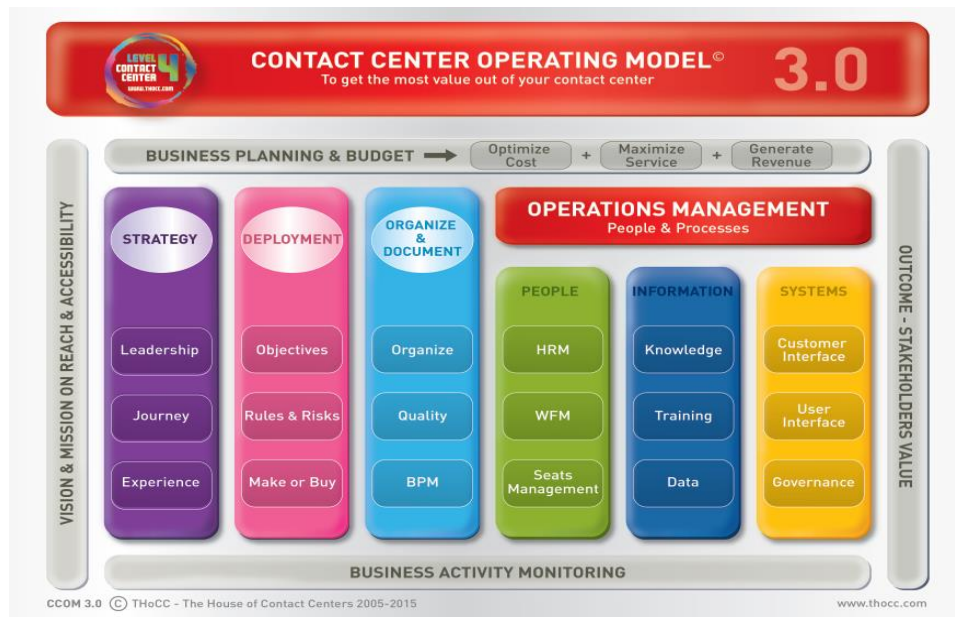 LEVEL 4
CONTACT
CENTER
WWW.THOCC.COM
CONTACT CENTER OPERATING MODEL©
To get the most value out of your contact center
3.0
BUSINESS PLANNING & BUDGET
Optimize
Cost
+
Maximize
Service
+
Generate
Revenue
VISION & MISSION ON REACH & ACCESSIBILITY
STRATEGY
Leadership
Journey
Experience
DEPLOYMENT
Objectives
Rules & Risks
Make or Buy
ORGANIZE
&
DOCUMENT
Organize
Quality
BPM
OPERATIONS MANAGEMENT
People & Processes
PEOPLE
HRM
WFM
Seats
Management
INFORMATION
Knowledge
Training
Data
SYSTEMS
Customer
Interface
User
Interface
Governance
OUTCOME - STAKEHOLDERS VALUE
BUSINESS ACTIVITY MONITORING
CCOM 3.0 © THoCC - The House of Contact Centers 2005-2015
www.thocc.com